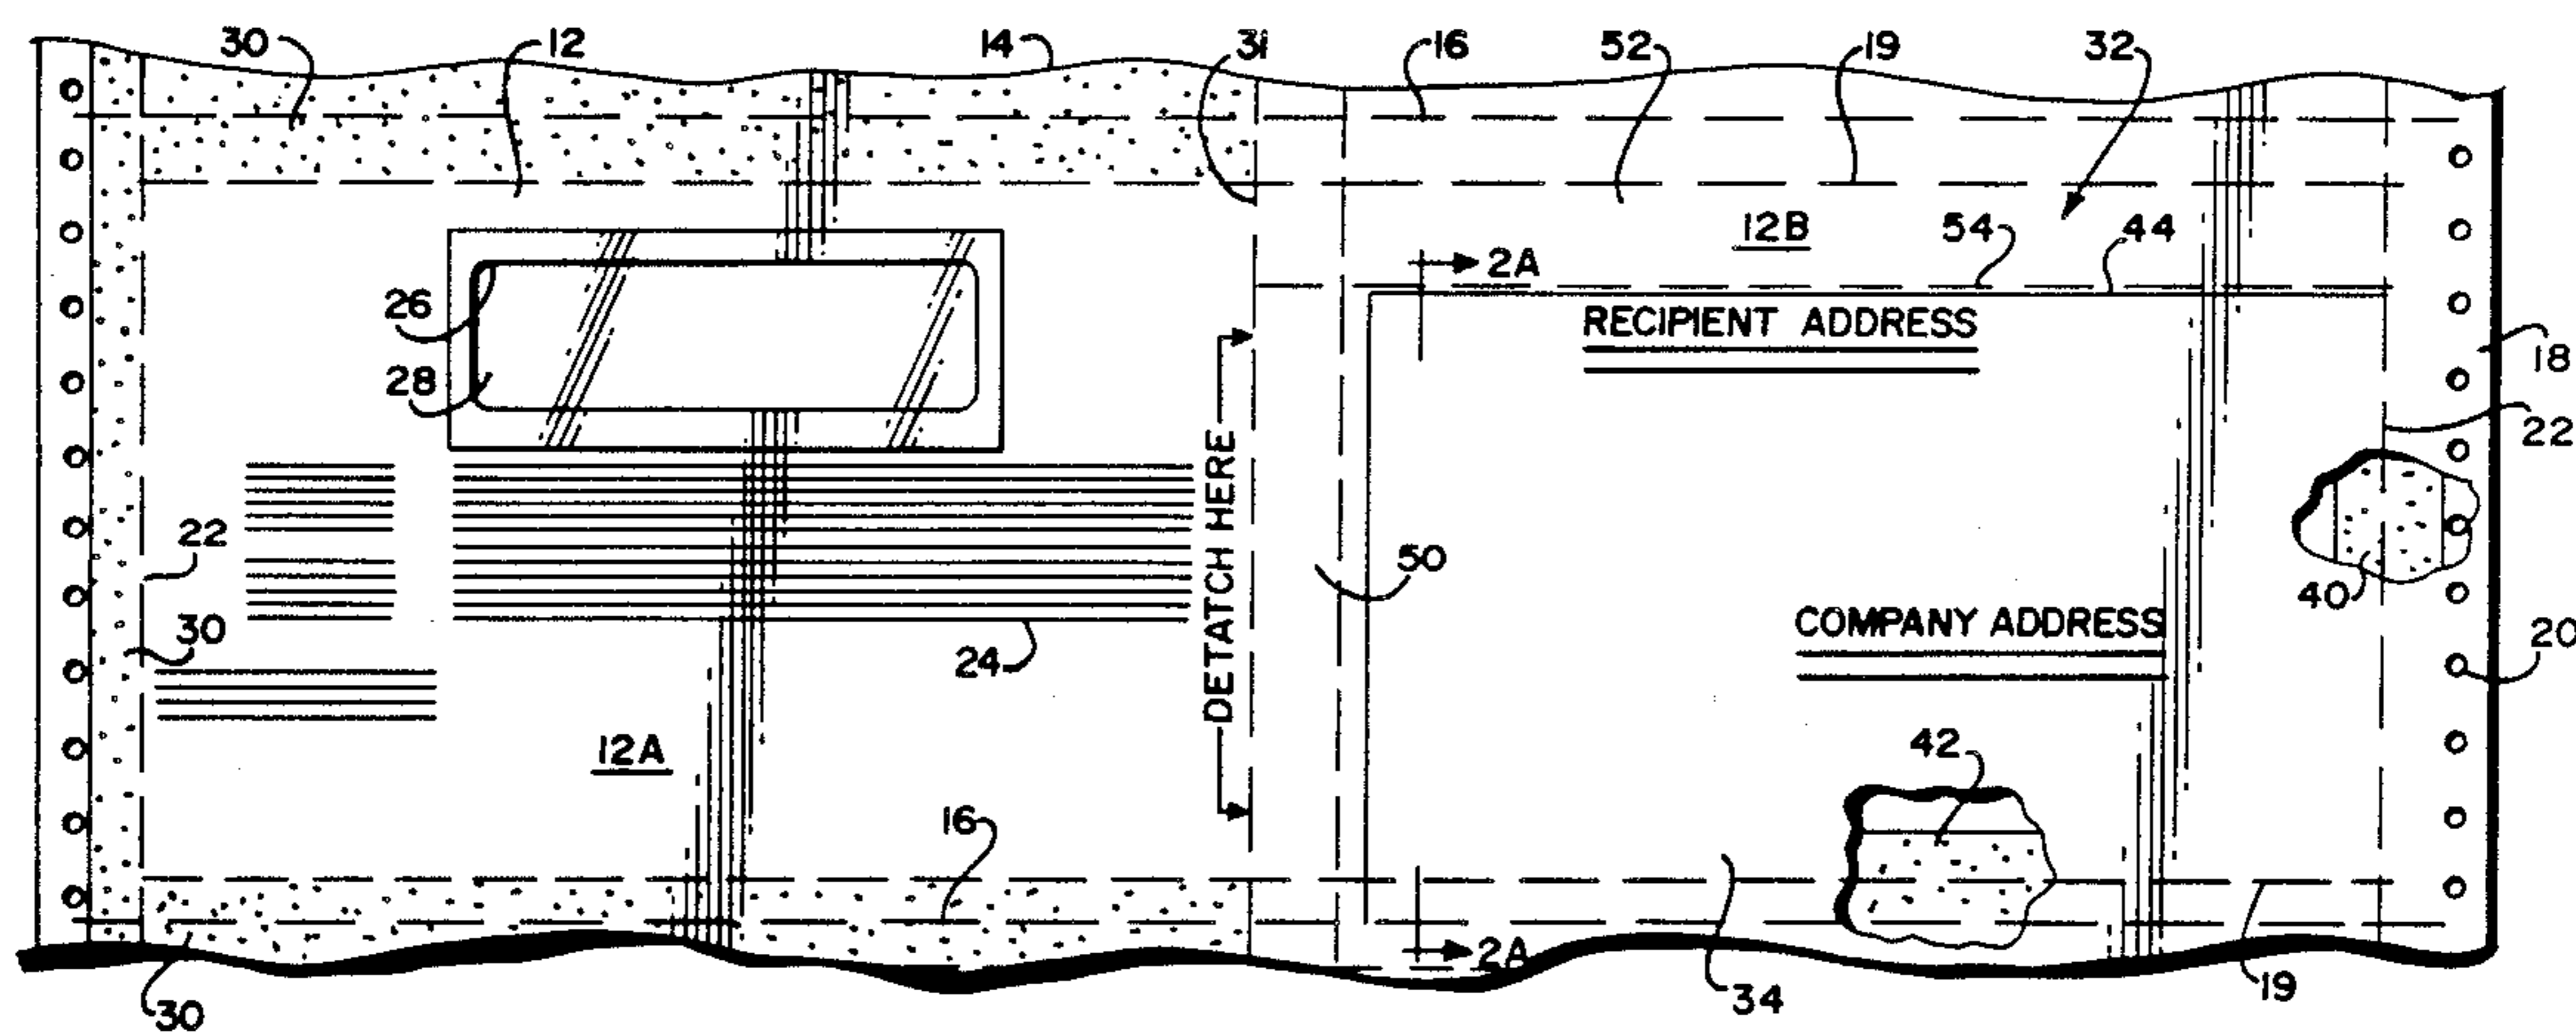 30 12 14 31 16 52 19 32
12B 54 44
2A
26
RECIPIENT ADDRESS
18
28
22
DETATCH HERE
22
50
40
30
COMPANY ADDRESS
20
24
42
12A
16
2A
34
19
30